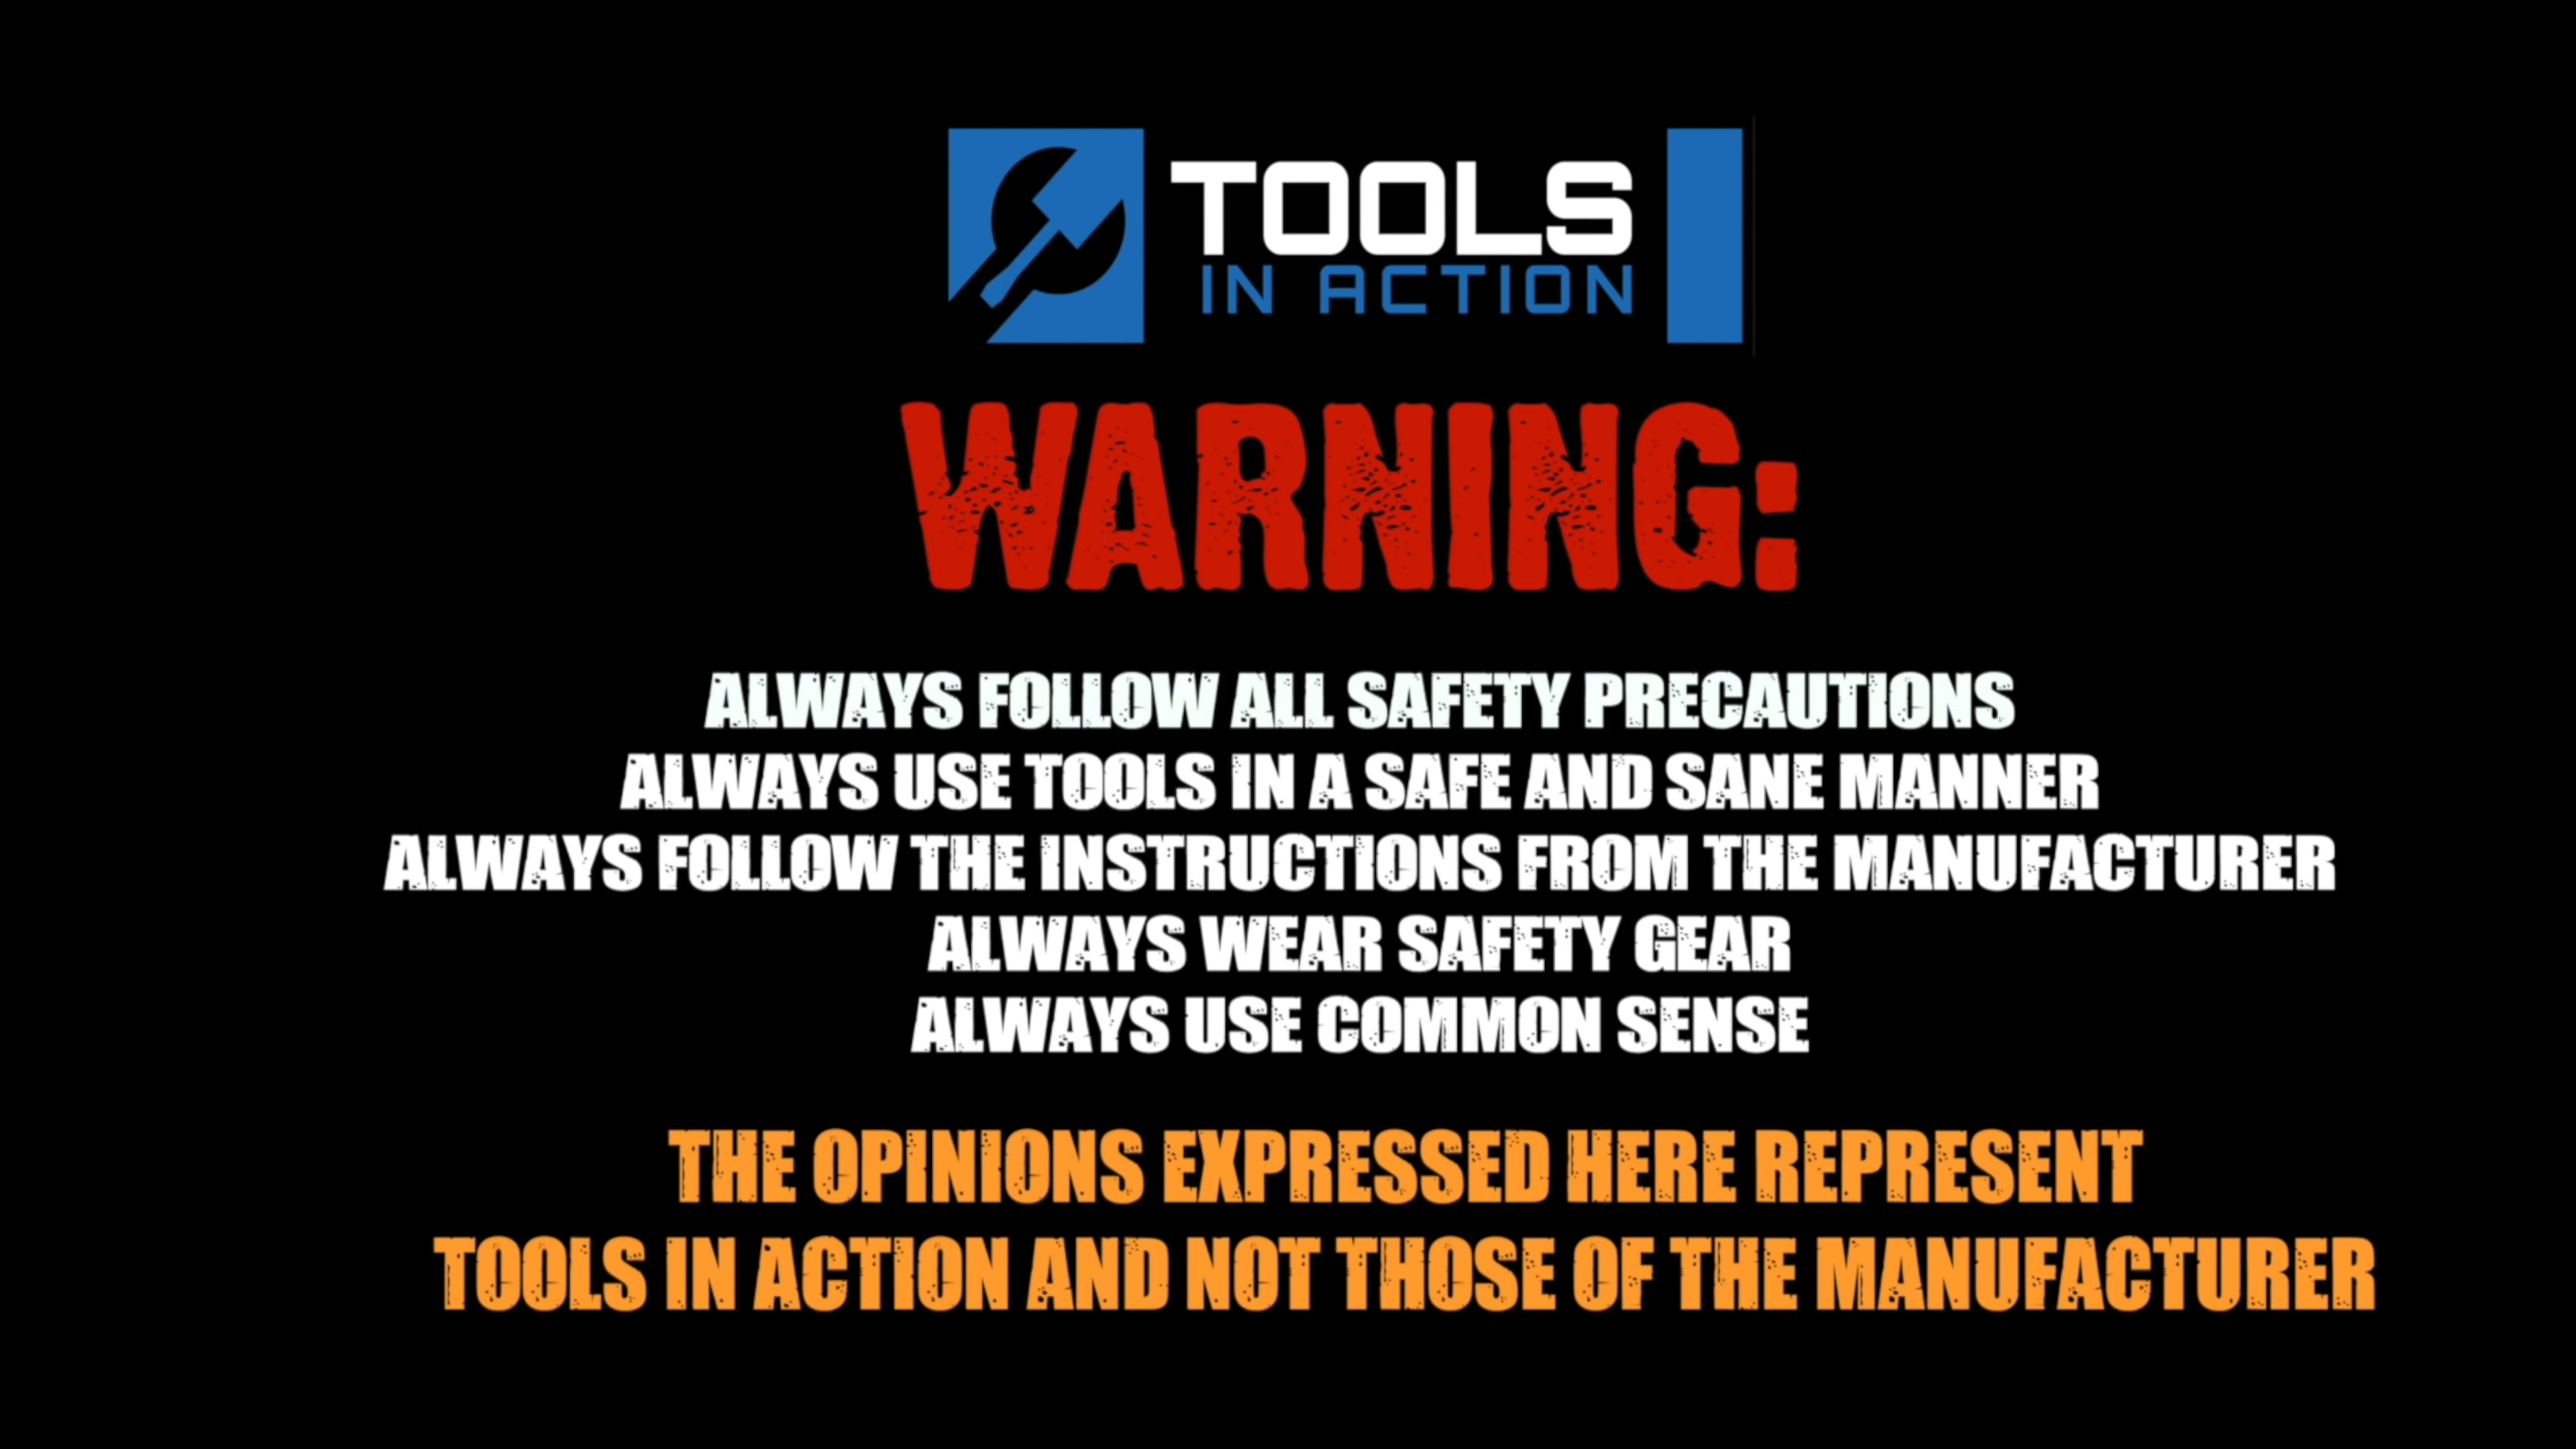 TOOLS
IN ACTION
WARNING:
ALWAYS FOLLOW ALL SAFETY PRECAUTIONS
ALWAYS USE TOOLS IN A SAFE AND SANE MANNER
ALWAYS FOLLOW THE INSTRUCTIONS FROM THE MANUFACTURER
ALWAYS WEAR SAFETY GEAR
ALWAYS USE COMMON SENSE
THE OPINIONS EXPRESSED HERE REPRESENT
TOOLS IN ACTION AND NOT THOSE OF THE MANUFACTURER